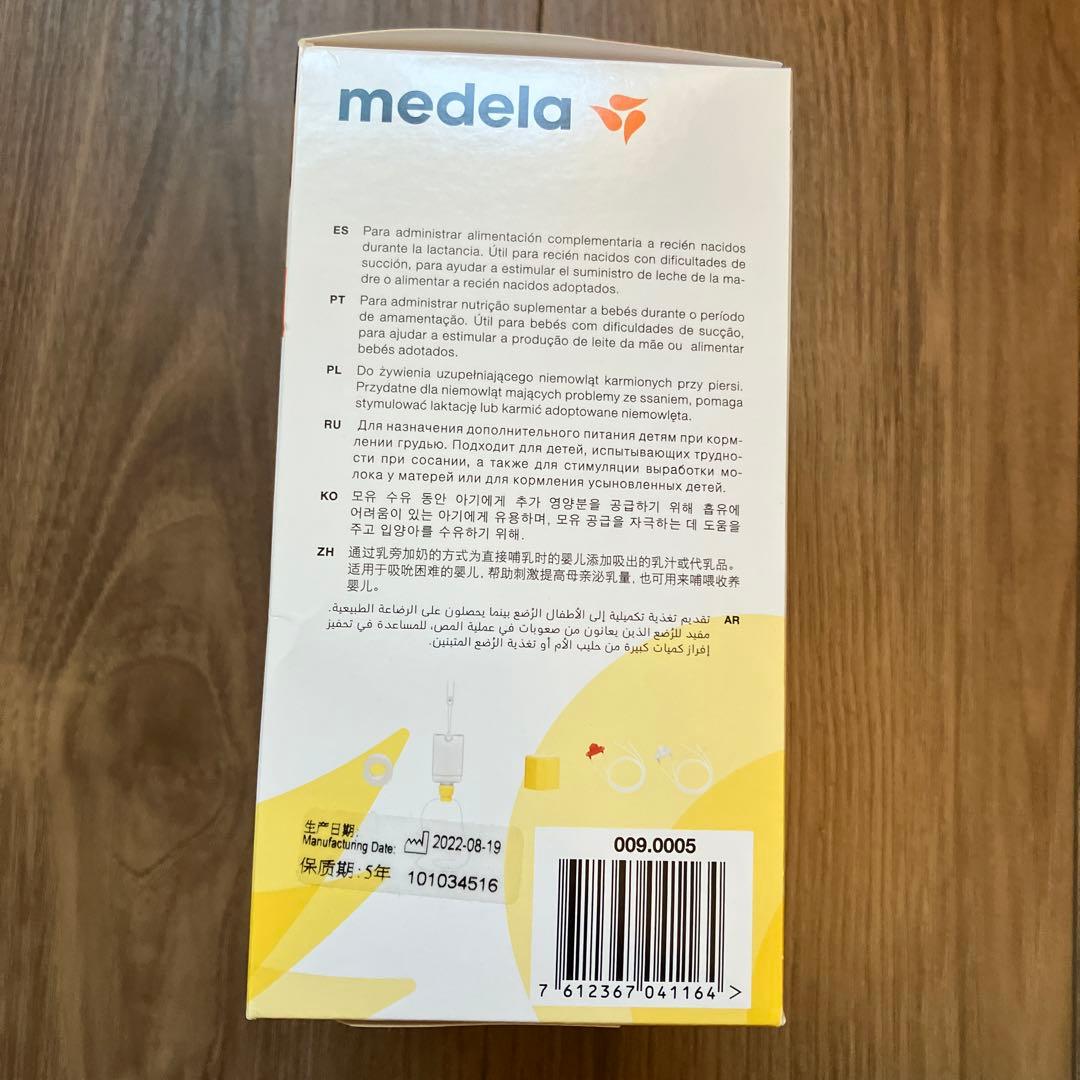 medela
ES Para administrar alimentación complementaria a recién nacidos
durante la lactancia. Útil para recién nacidos con dificultades de
succión, para ayudar a estimular el suministro de leche de la ma-
dre o alimentar a recién nacidos adoptados.
PT Para administrar nutrição suplementar a bebés durante o período
de amamentação. Útil para bebés com dificuldades de sucção,
para ajudar a estimular a produção de leite da mãe ou alimentar
bebés adotados.
PL Do żywienia uzupełniającego niemowląt karmionych przy piersi.
Przydatne dla niemowląt mających problemy ze ssaniem, pomaga
stymulować laktację lub karmić adoptowane niemowlęta.
RU Для назначения дополнительного питания детям при корм-
лении грудью. Подходит для детей, испытывающих трудно-
сти при сосании, а также для стимуляции выработки мо-
лока у матерей или для кормления усыновленных детей.
KO 모유 수유 동안 아기에게 추가 영양분을 공급하기 위해 흡유에
어려움이 있는 아기에게 유용하며, 모유 공급을 자극하는 데 도움을
주고 입양아를 수유하기 위해.
ZH 通过乳旁加奶的方式为直接哺乳时的婴儿添加吸出的乳汁或代乳品。
适用于吸吮困难的婴儿, 帮助刺激提高母亲泌乳量, 也可用来哺喂收养
婴儿。
AR تقديم تغذية تكميلية إلى الأطفال الرُضع بينما يحصلون على الرضاعة الطبيعية.
مفيد للرُضع الذين يعانون من صعوبات في عملية المص، للمساعدة في تحفيز
إفراز كميات كبيرة من حليب الأم أو تغذية الرُضع المتبنين.
生产日期:
Manufacturing Date: 2022-08-19
保质期: 5年 101034516
009.0005
7 612367 041164 >